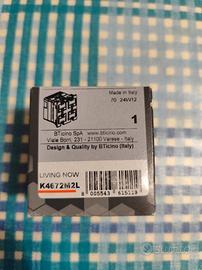 Made in Italy
70 24W12
1
BTicino SpA www.bticino.com
Viale Borri, 231 - 21100 Varese - Italy
Design & Quality by BTicino (Italy)
LIVING NOW
K4672M2L
8 005543 615119